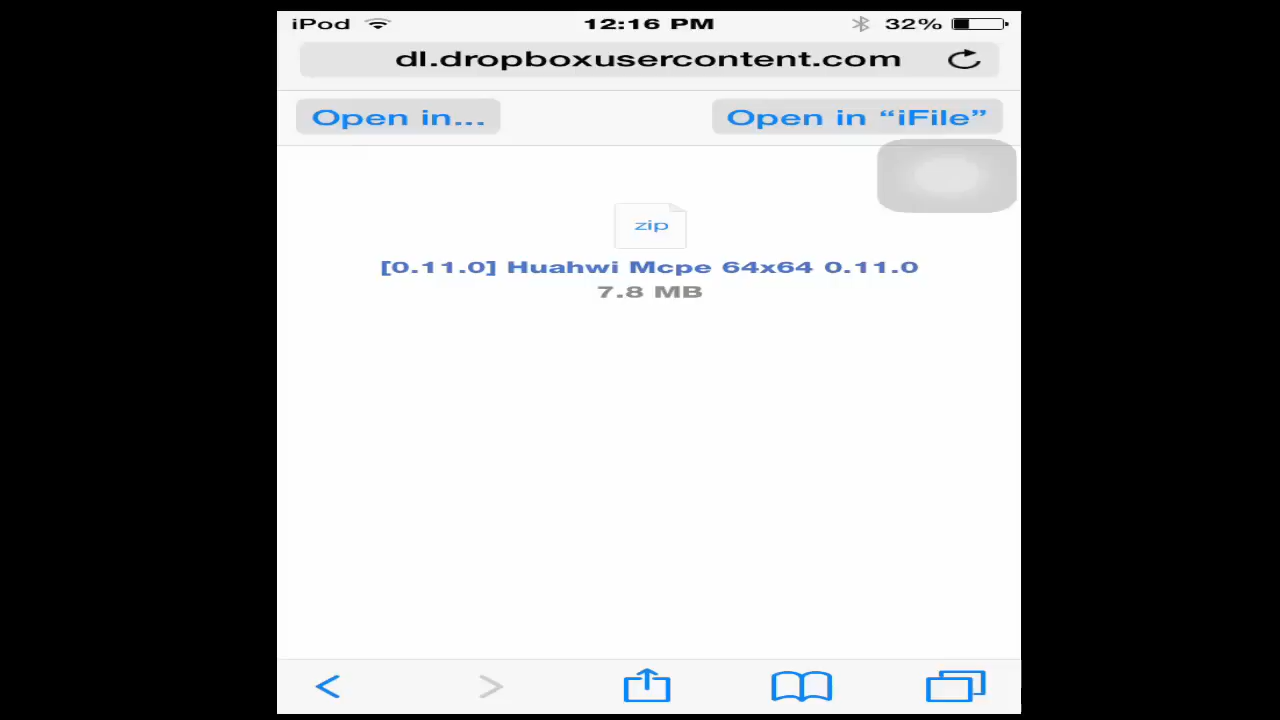 iPod 12:16 PM 32%
dl.dropboxusercontent.com
Open in... Open in “iFile”
zip
[0.11.0] Huahwi Mcpe 64x64 0.11.0
7.8 MB